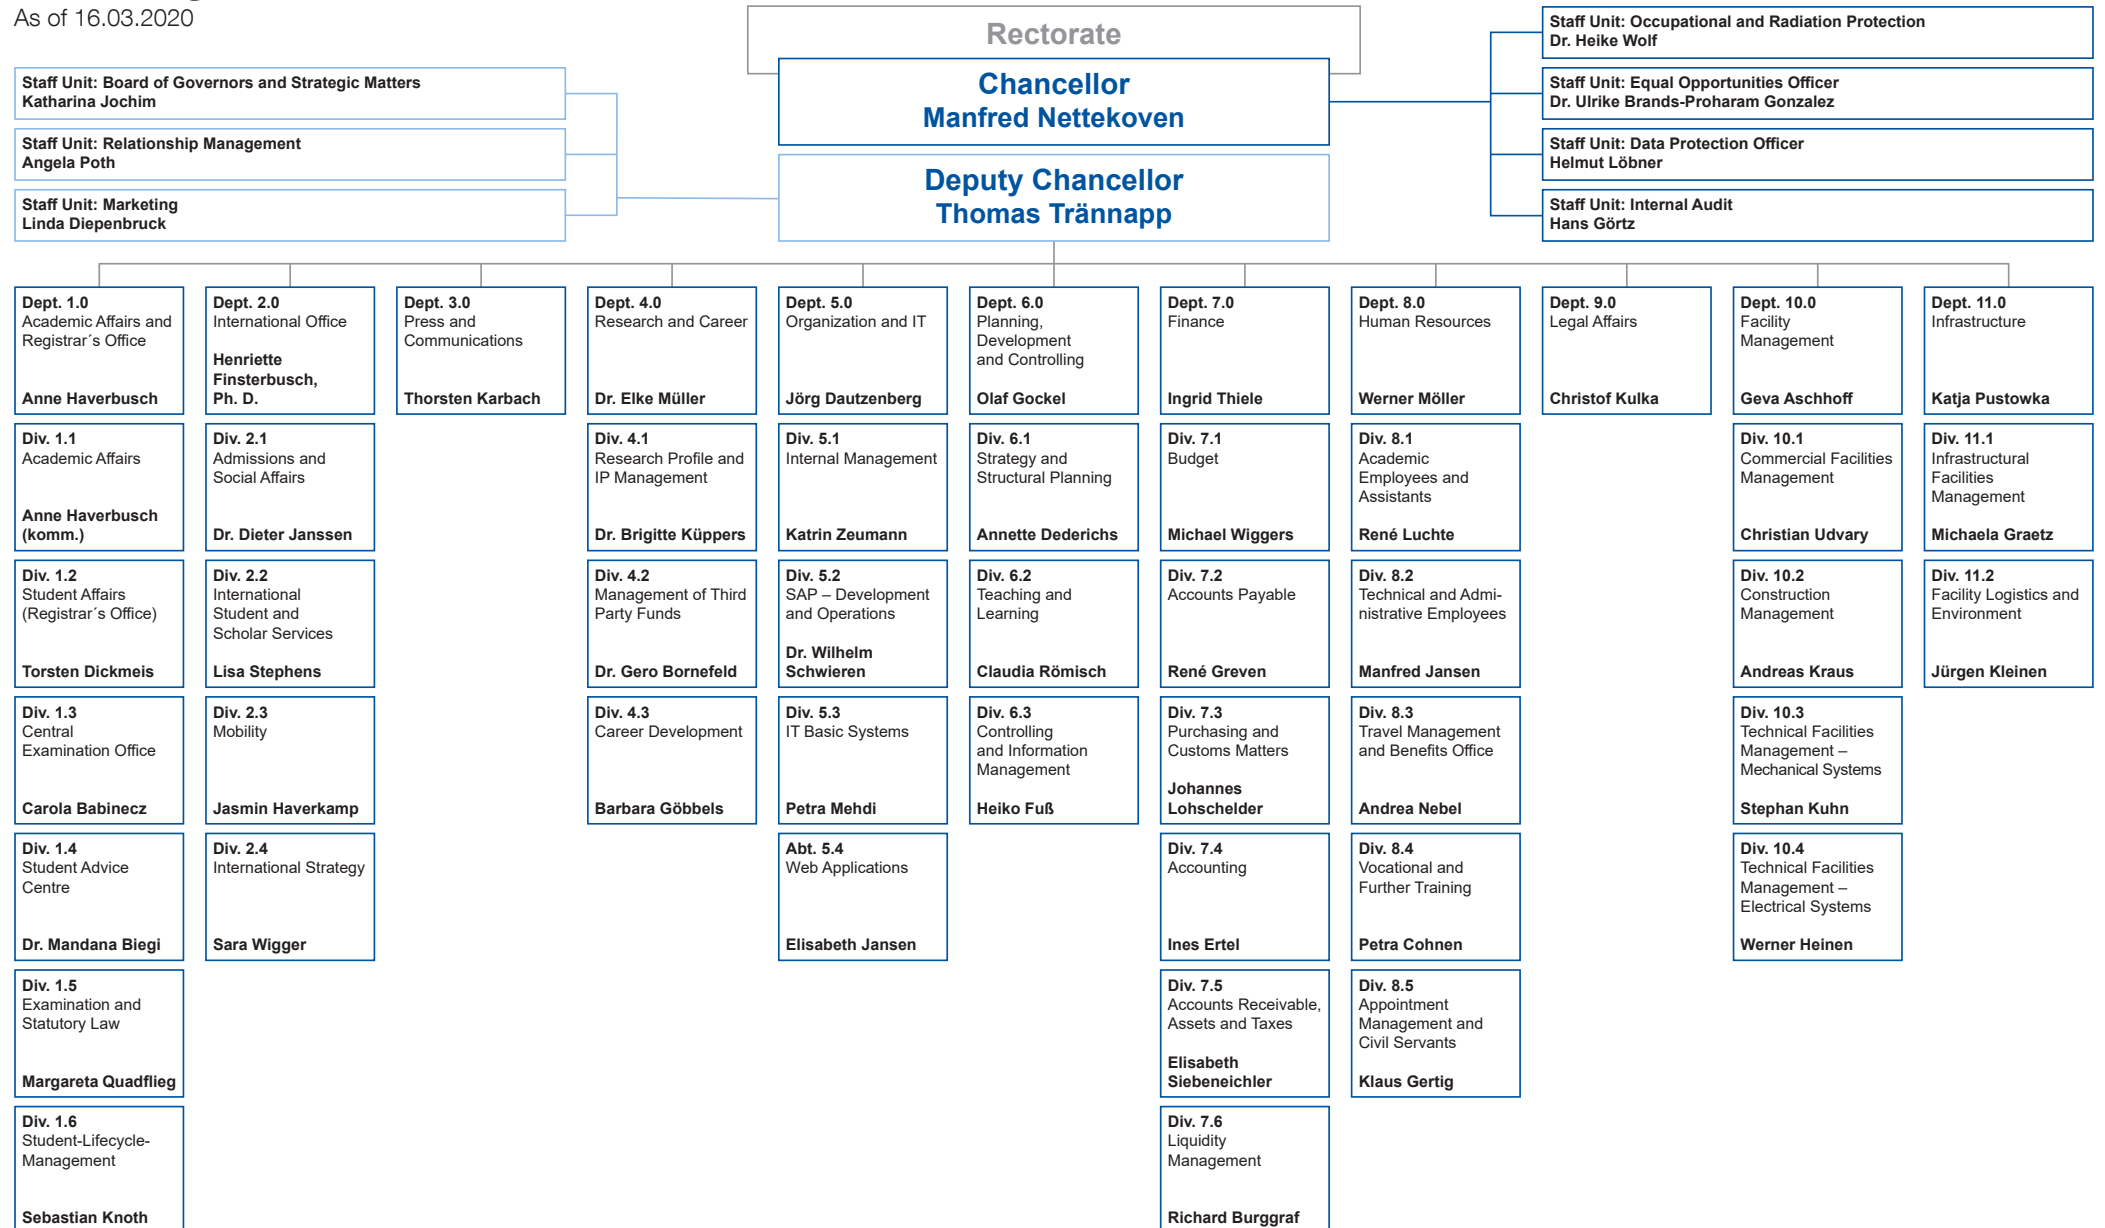 As of 16.03.2020
Rectorate
Chancellor
Manfred Nettekoven
Deputy Chancellor
Thomas Trännapp
Staff Unit: Board of Governors and Strategic Matters
Katharina Jochim
Staff Unit: Relationship Management
Angela Poth
Staff Unit: Marketing
Linda Diepenbruck
Staff Unit: Occupational and Radiation Protection
Dr. Heike Wolf
Staff Unit: Equal Opportunities Officer
Dr. Ulrike Brands-Proharam Gonzalez
Staff Unit: Data Protection Officer
Helmut Löbner
Staff Unit: Internal Audit
Hans Görtz
Dept. 1.0
Academic Affairs and
Registrar´s Office
Anne Haverbusch
Div. 1.1
Academic Affairs
Anne Haverbusch
(komm.)
Div. 1.2
Student Affairs
(Registrar´s Office)
Torsten Dickmeis
Div. 1.3
Central
Examination Office
Carola Babinecz
Div. 1.4
Student Advice
Centre
Dr. Mandana Biegi
Div. 1.5
Examination and
Statutory Law
Margareta Quadflieg
Div. 1.6
Student-Lifecycle-
Management
Sebastian Knoth
Dept. 2.0
International Office
Henriette
Finsterbusch,
Ph. D.
Div. 2.1
Admissions and
Social Affairs
Dr. Dieter Janssen
Div. 2.2
International
Student and
Scholar Services
Lisa Stephens
Div. 2.3
Mobility
Jasmin Haverkamp
Div. 2.4
International Strategy
Sara Wigger
Dept. 3.0
Press and
Communications
Thorsten Karbach
Dept. 4.0
Research and Career
Dr. Elke Müller
Div. 4.1
Research Profile and
IP Management
Dr. Brigitte Küppers
Div. 4.2
Management of Third
Party Funds
Dr. Gero Bornefeld
Div. 4.3
Career Development
Barbara Göbbels
Dept. 5.0
Organization and IT
Jörg Dautzenberg
Div. 5.1
Internal Management
Katrin Zeumann
Div. 5.2
SAP – Development
and Operations
Dr. Wilhelm
Schwieren
Div. 5.3
IT Basic Systems
Petra Mehdi
Abt. 5.4
Web Applications
Elisabeth Jansen
Dept. 6.0
Planning,
Development
and Controlling
Olaf Gockel
Div. 6.1
Strategy and
Structural Planning
Annette Dederichs
Div. 6.2
Teaching and
Learning
Claudia Römisch
Div. 6.3
Controlling
and Information
Management
Heiko Fuß
Dept. 7.0
Finance
Ingrid Thiele
Div. 7.1
Budget
Michael Wiggers
Div. 7.2
Accounts Payable
René Greven
Div. 7.3
Purchasing and
Customs Matters
Johannes
Lohschelder
Div. 7.4
Accounting
Ines Ertel
Div. 7.5
Accounts Receivable,
Assets and Taxes
Elisabeth
Siebeneichler
Div. 7.6
Liquidity
Management
Richard Burggraf
Dept. 8.0
Human Resources
Werner Möller
Div. 8.1
Academic
Employees and
Assistants
René Luchte
Div. 8.2
Technical and Admi-
nistrative Employees
Manfred Jansen
Div. 8.3
Travel Management
and Benefits Office
Andrea Nebel
Div. 8.4
Vocational and
Further Training
Petra Cohnen
Div. 8.5
Appointment
Management and
Civil Servants
Klaus Gertig
Dept. 9.0
Legal Affairs
Christof Kulka
Dept. 10.0
Facility
Management
Geva Aschhoff
Div. 10.1
Commercial Facilities
Management
Christian Udvary
Div. 10.2
Construction
Management
Andreas Kraus
Div. 10.3
Technical Facilities
Management –
Mechanical Systems
Stephan Kuhn
Div. 10.4
Technical Facilities
Management –
Electrical Systems
Werner Heinen
Dept. 11.0
Infrastructure
Katja Pustowka
Div. 11.1
Infrastructural
Facilities
Management
Michaela Graetz
Div. 11.2
Facility Logistics and
Environment
Jürgen Kleinen